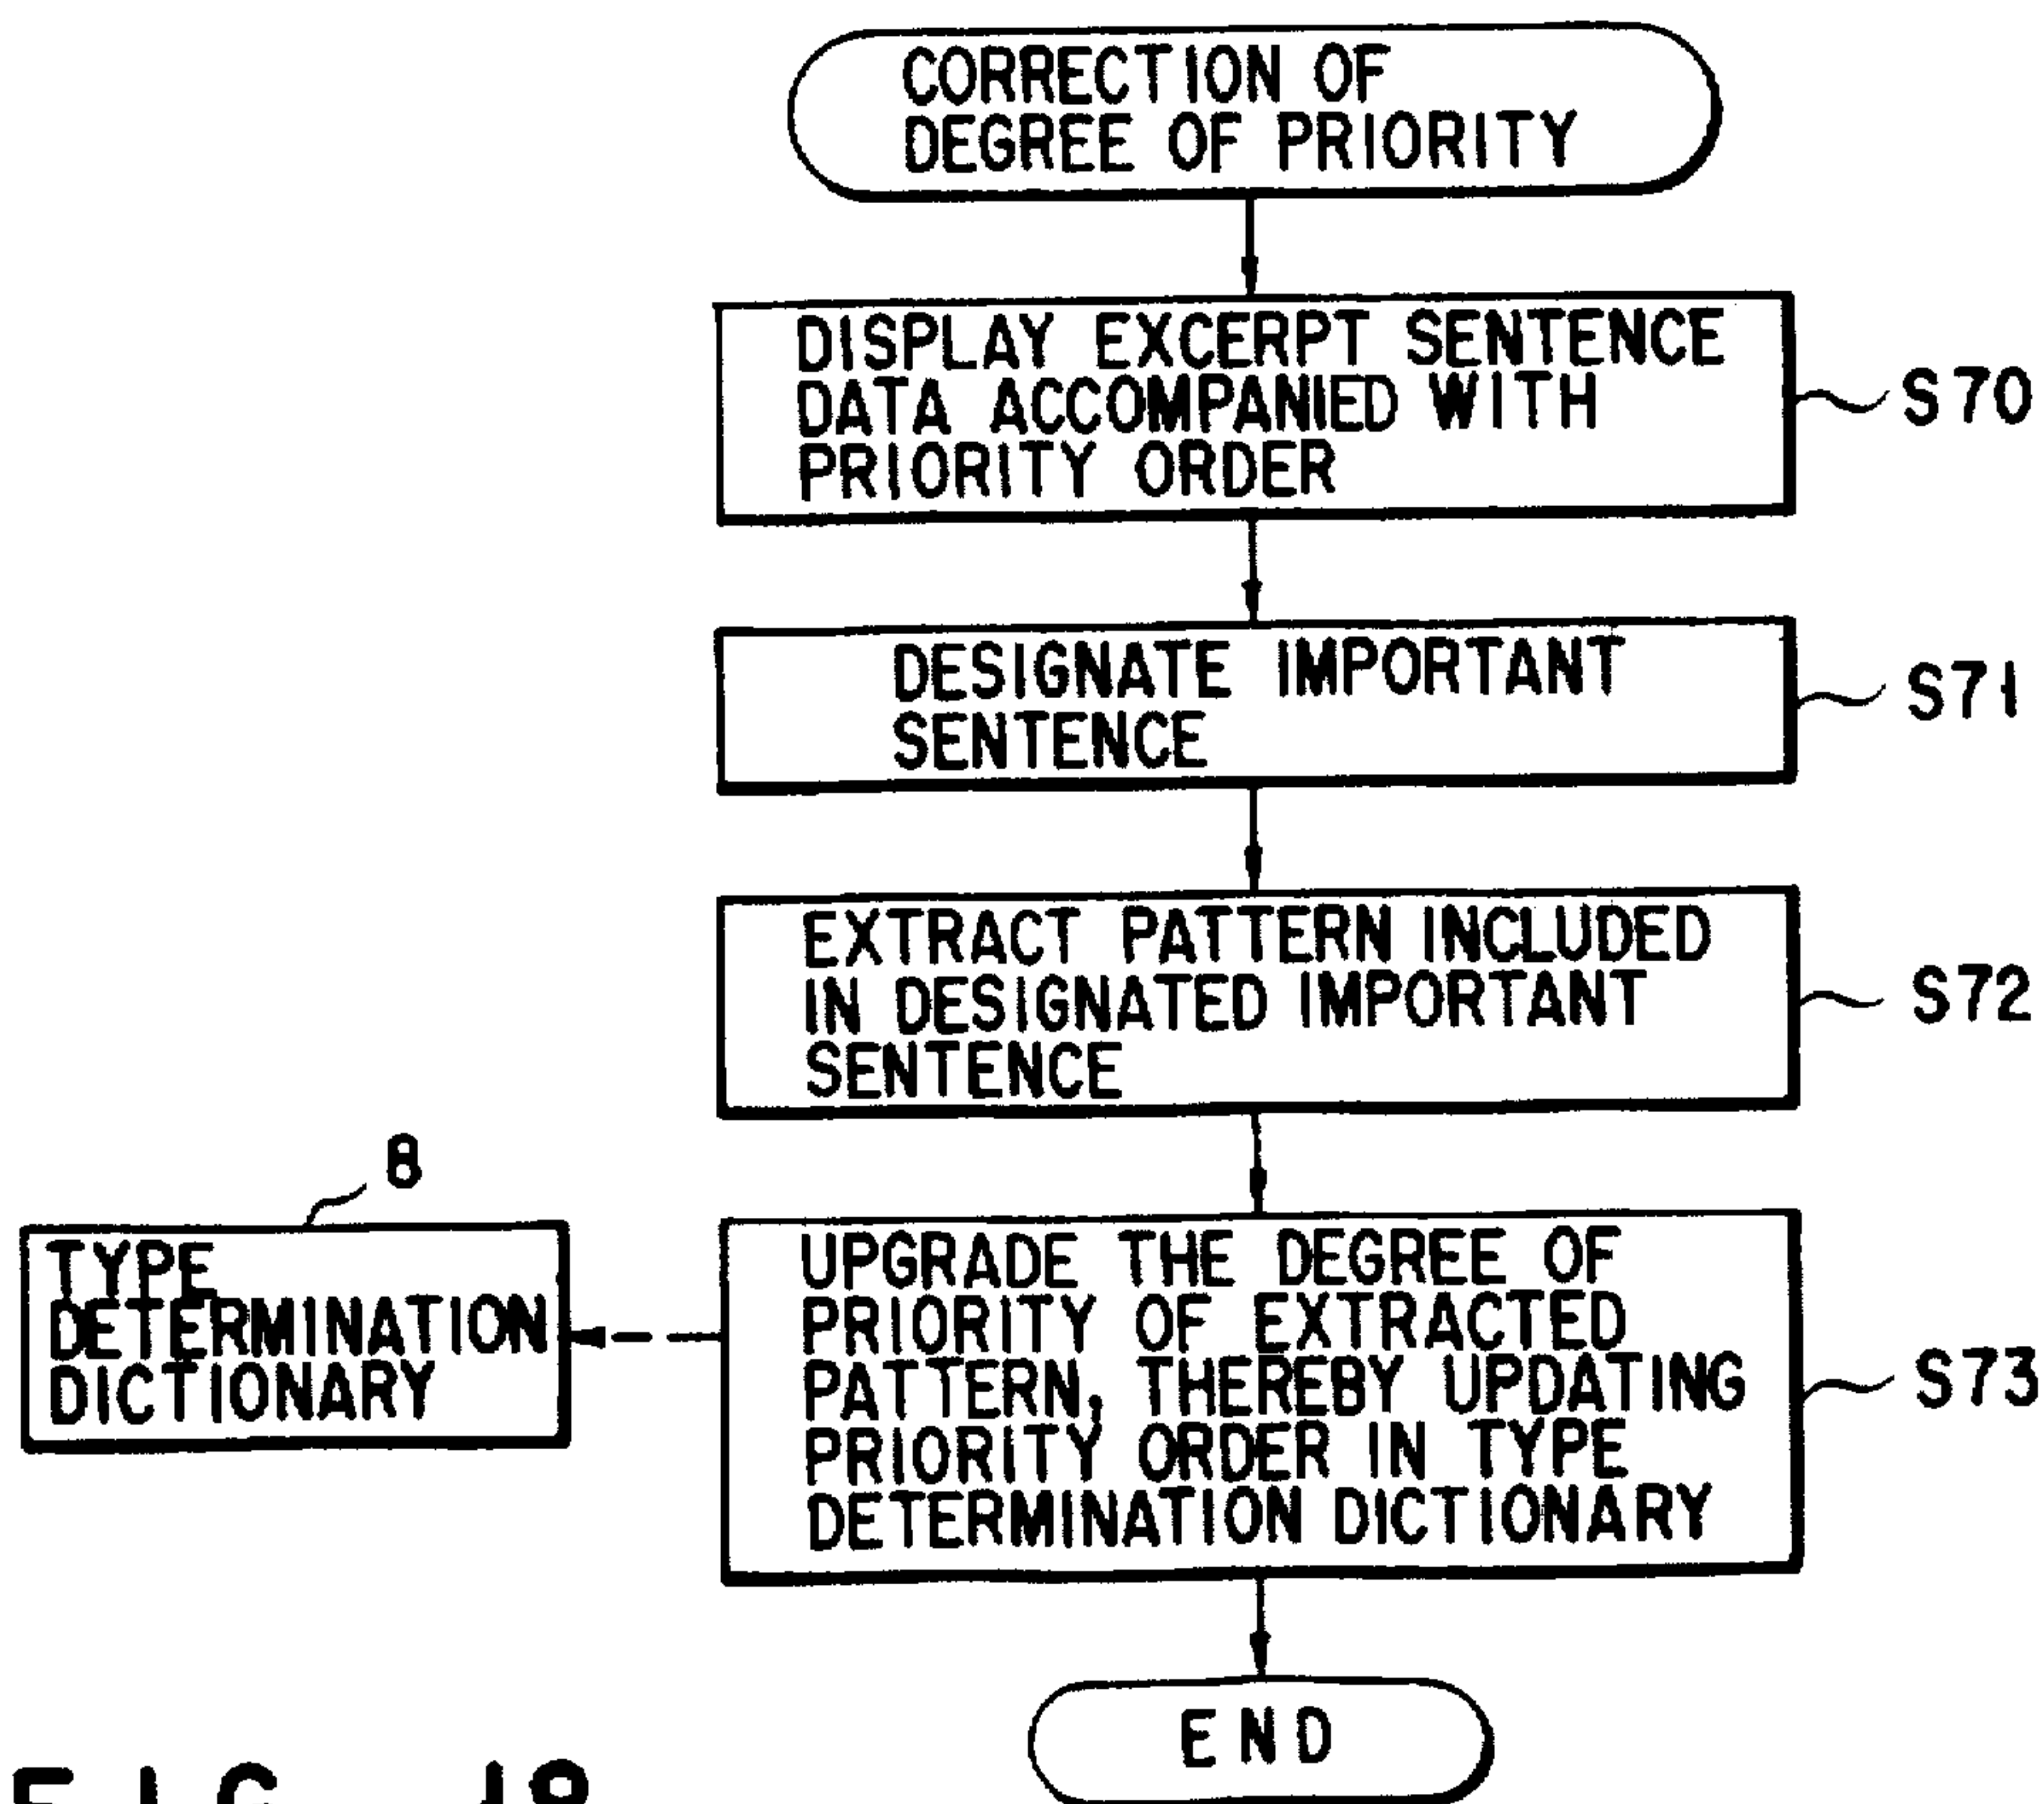 CORRECTION OF
DEGREE OF PRIORITY
DISPLAY EXCERPT SENTENCE
DATA ACCOMPANIED WITH
PRIORITY ORDER
S70
DESIGNATE IMPORTANT
SENTENCE
S71
EXTRACT PATTERN INCLUDED
IN DESIGNATED IMPORTANT
SENTENCE
S72
8
TYPE
DETERMINATION
DICTIONARY
UPGRADE THE DEGREE OF
PRIORITY OF EXTRACTED
PATTERN, THEREBY UPDATING
PRIORITY ORDER IN TYPE
DETERMINATION DICTIONARY
S73
END